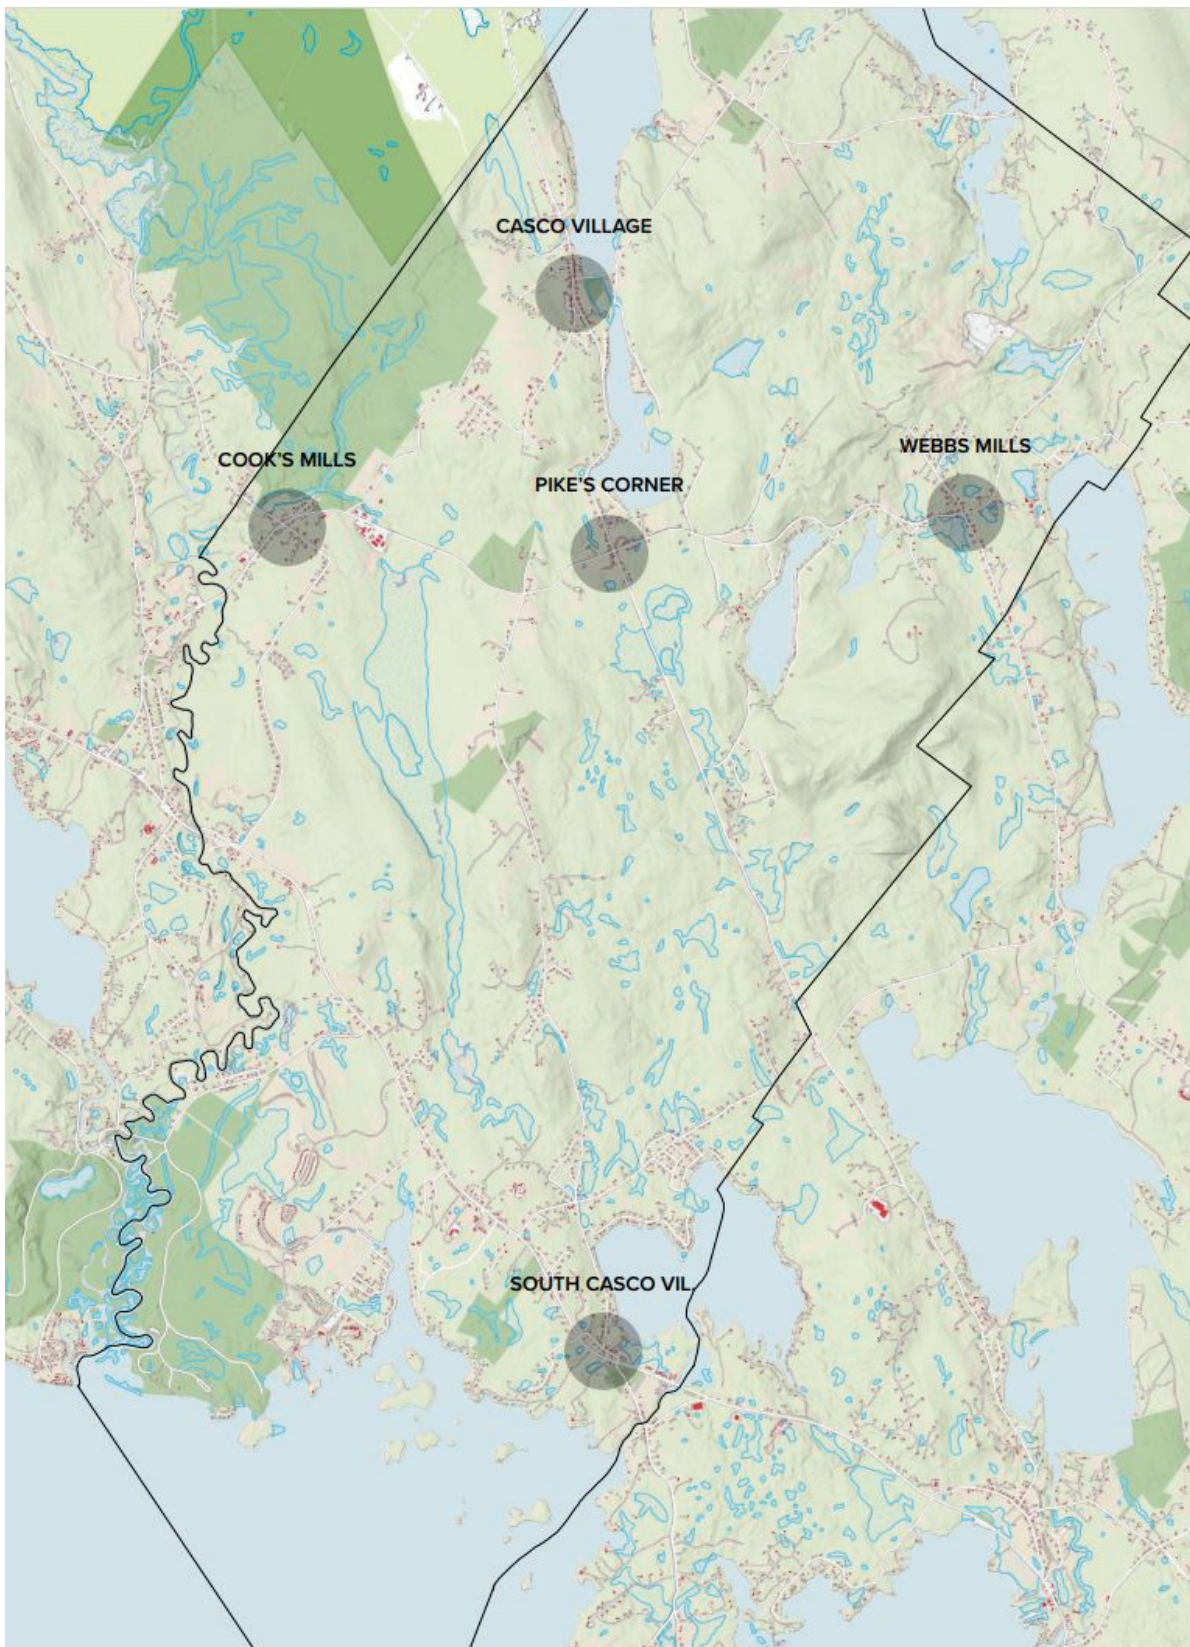 CASCO VILLAGE
WEBBS MILLS
COOK'S MILLS
PIKE'S CORNER
SOUTH CASCO VIL.